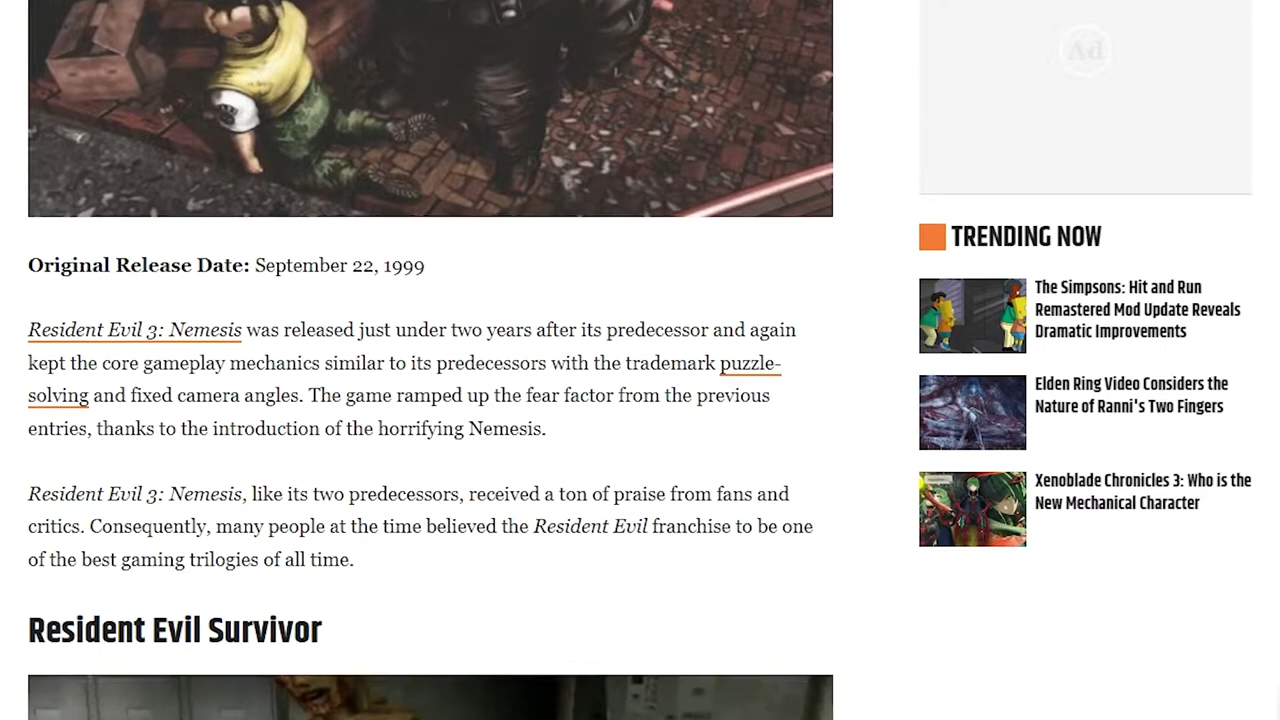 Ad
Original Release Date: September 22, 1999
Resident Evil 3: Nemesis was released just under two years after its predecessor and again
kept the core gameplay mechanics similar to its predecessors with the trademark puzzle-
solving and fixed camera angles. The game ramped up the fear factor from the previous
entries, thanks to the introduction of the horrifying Nemesis.
Resident Evil 3: Nemesis, like its two predecessors, received a ton of praise from fans and
critics. Consequently, many people at the time believed the Resident Evil franchise to be one
of the best gaming trilogies of all time.
Resident Evil Survivor
TRENDING NOW
The Simpsons: Hit and Run
Remastered Mod Update Reveals
Dramatic Improvements
Elden Ring Video Considers the
Nature of Ranni's Two Fingers
Xenoblade Chronicles 3: Who is the
New Mechanical Character